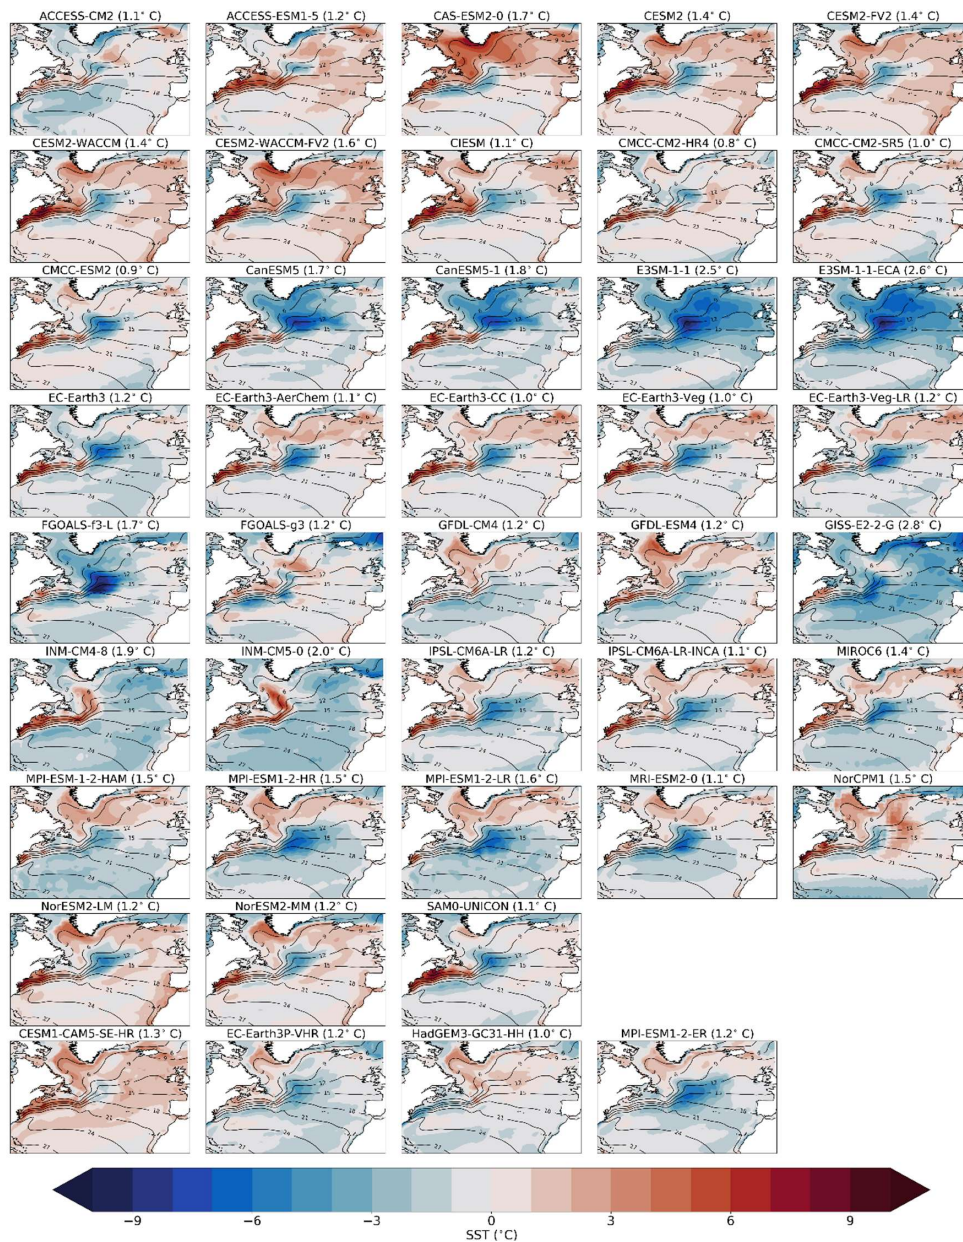 ACCESS-CM2 (1.1° C) ACCESS-ESM1-5 (1.2° C) CAS-ESM2-0 (1.7° C) CESM2 (1.4° C) CESM2-FV2 (1.4° C)
CESM2-WACCM (1.4° C) CESM2-WACCM-FV2 (1.6° C) CIESM (1.1° C) CMCC-CM2-HR4 (0.8° C) CMCC-CM2-SR5 (1.0° C)
CMCC-ESM2 (0.9° C) CanESM5 (1.7° C) CanESM5-1 (1.8° C) E3SM-1-1 (2.5° C) E3SM-1-1-ECA (2.6° C)
EC-Earth3 (1.2° C) EC-Earth3-AerChem (1.1° C) EC-Earth3-CC (1.0° C) EC-Earth3-Veg (1.0° C) EC-Earth3-Veg-LR (1.2° C)
FGOALS-f3-L (1.7° C) FGOALS-g3 (1.2° C) GFDL-CM4 (1.2° C) GFDL-ESM4 (1.2° C) GISS-E2-2-G (2.8° C)
INM-CM4-8 (1.9° C) INM-CM5-0 (2.0° C) IPSL-CM6A-LR (1.2° C) IPSL-CM6A-LR-INCA (1.1° C) MIROC6 (1.4° C)
MPI-ESM-1-2-HAM (1.5° C) MPI-ESM1-2-HR (1.5° C) MPI-ESM1-2-LR (1.6° C) MRI-ESM2-0 (1.1° C) NorCPM1 (1.5° C)
NorESM2-LM (1.2° C) NorESM2-MM (1.2° C) SAM0-UNICON (1.1° C)
CESM1-CAM5-SE-HR (1.3° C) EC-Earth3P-VHR (1.2° C) HadGEM3-GC31-HH (1.0° C) MPI-ESM1-2-ER (1.2° C)
−9 −6 −3 0 3 6 9
SST (°C)